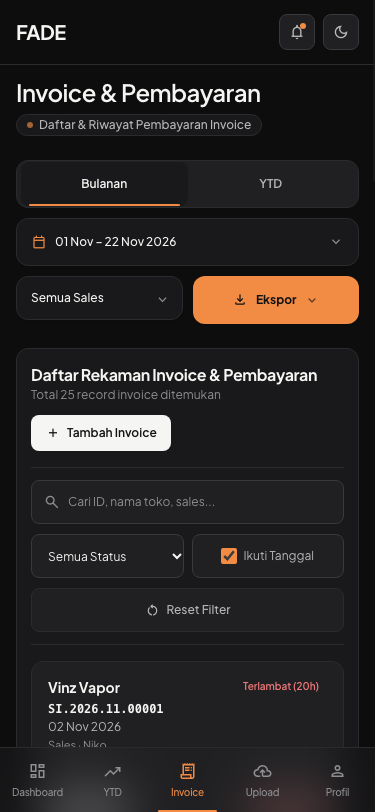 FADE
Invoice & Pembayaran
Daftar & Riwayat Pembayaran Invoice
Bulanan
YTD
01 Nov – 22 Nov 2026
Semua Sales
Ekspor
Daftar Rekaman Invoice & Pembayaran
Total 25 record invoice ditemukan
+ Tambah Invoice
Cari ID, nama toko, sales...
Semua Status
Ikuti Tanggal
Reset Filter
Vinz Vapor
Terlambat (20h)
SI.2026.11.00001
02 Nov 2026
Sales · Niko
Dashboard
YTD
Invoice
Upload
Profil